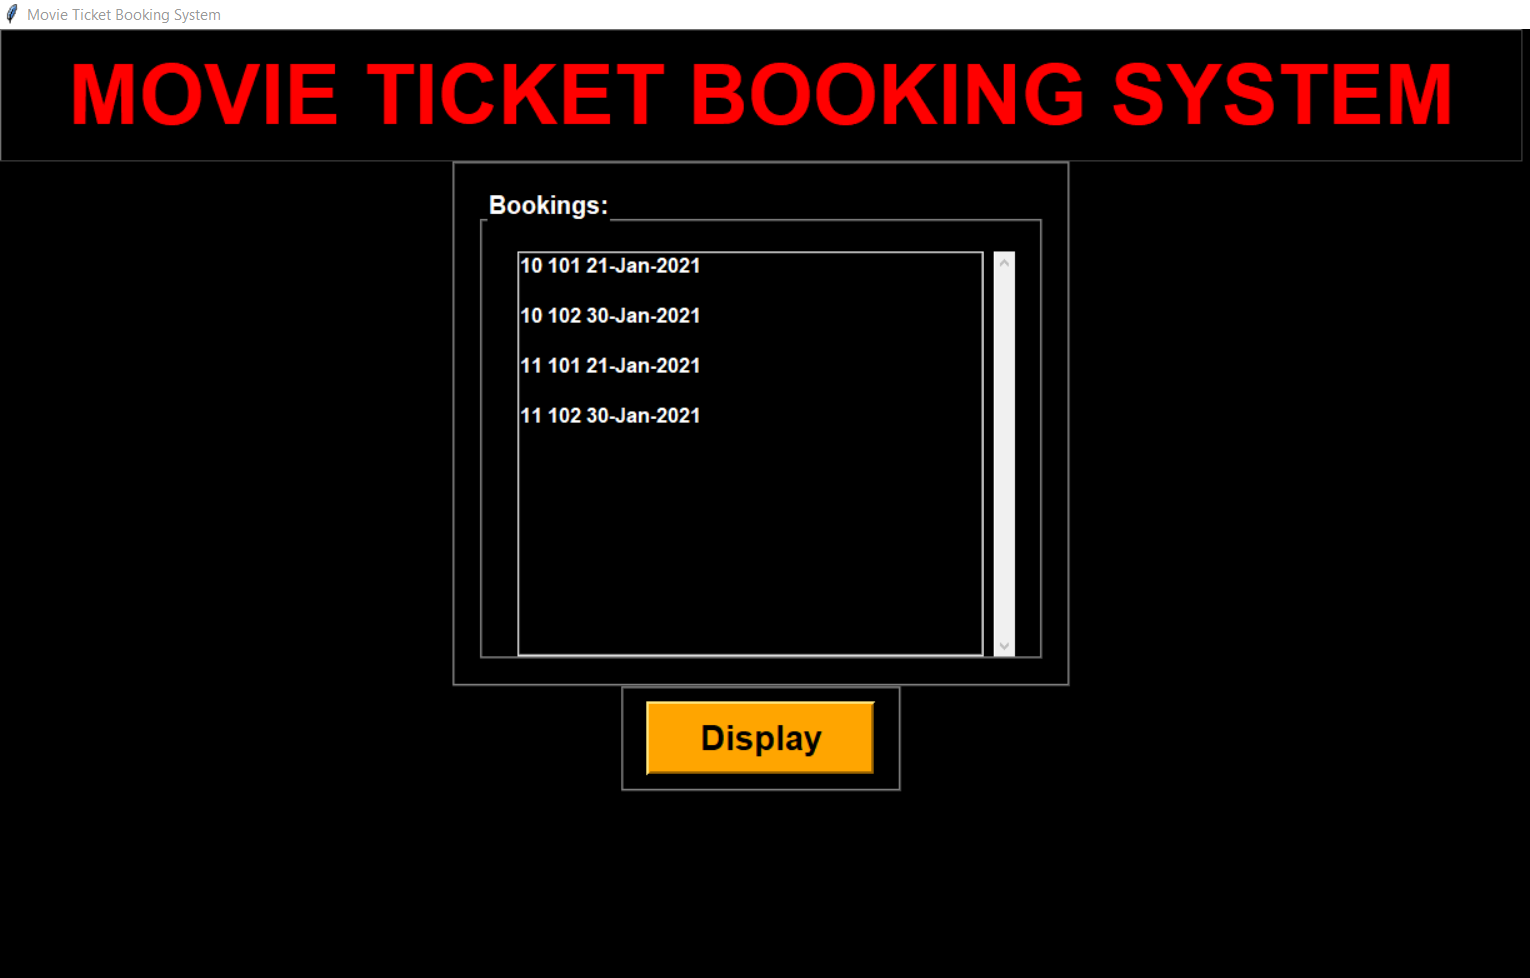 Movie Ticket Booking System
MOVIE TICKET BOOKING SYSTEM
Bookings:
10 101 21-Jan-2021
10 102 30-Jan-2021
11 101 21-Jan-2021
11 102 30-Jan-2021
Display